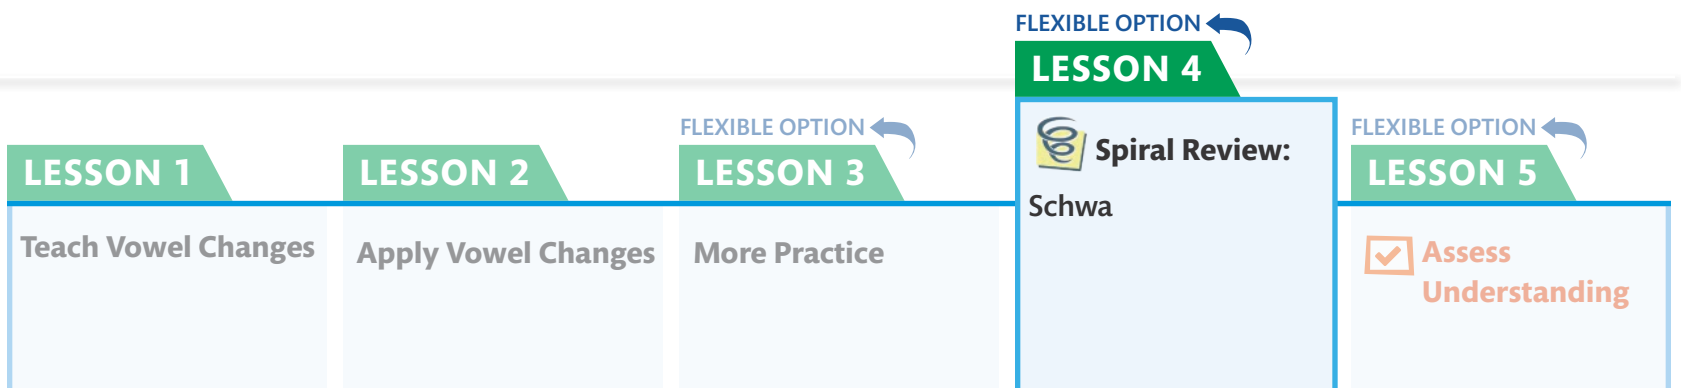 FLEXIBLE OPTION
LESSON 4
FLEXIBLE OPTION
FLEXIBLE OPTION
LESSON 1
LESSON 2
LESSON 3
LESSON 5
Spiral Review:
Schwa
Teach Vowel Changes
Apply Vowel Changes
More Practice
Assess
Understanding